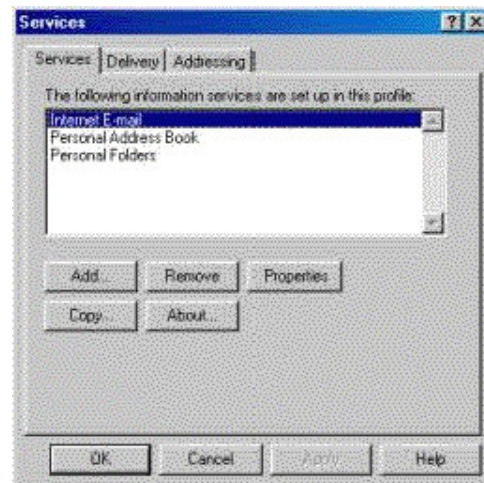 Services
Services Delivery Addressing
The following information services are set up in this profile:
Internet E-mail
Personal Address Book
Personal Folders
Add... Remove Properties
Copy... About...
OK Cancel Apply Help